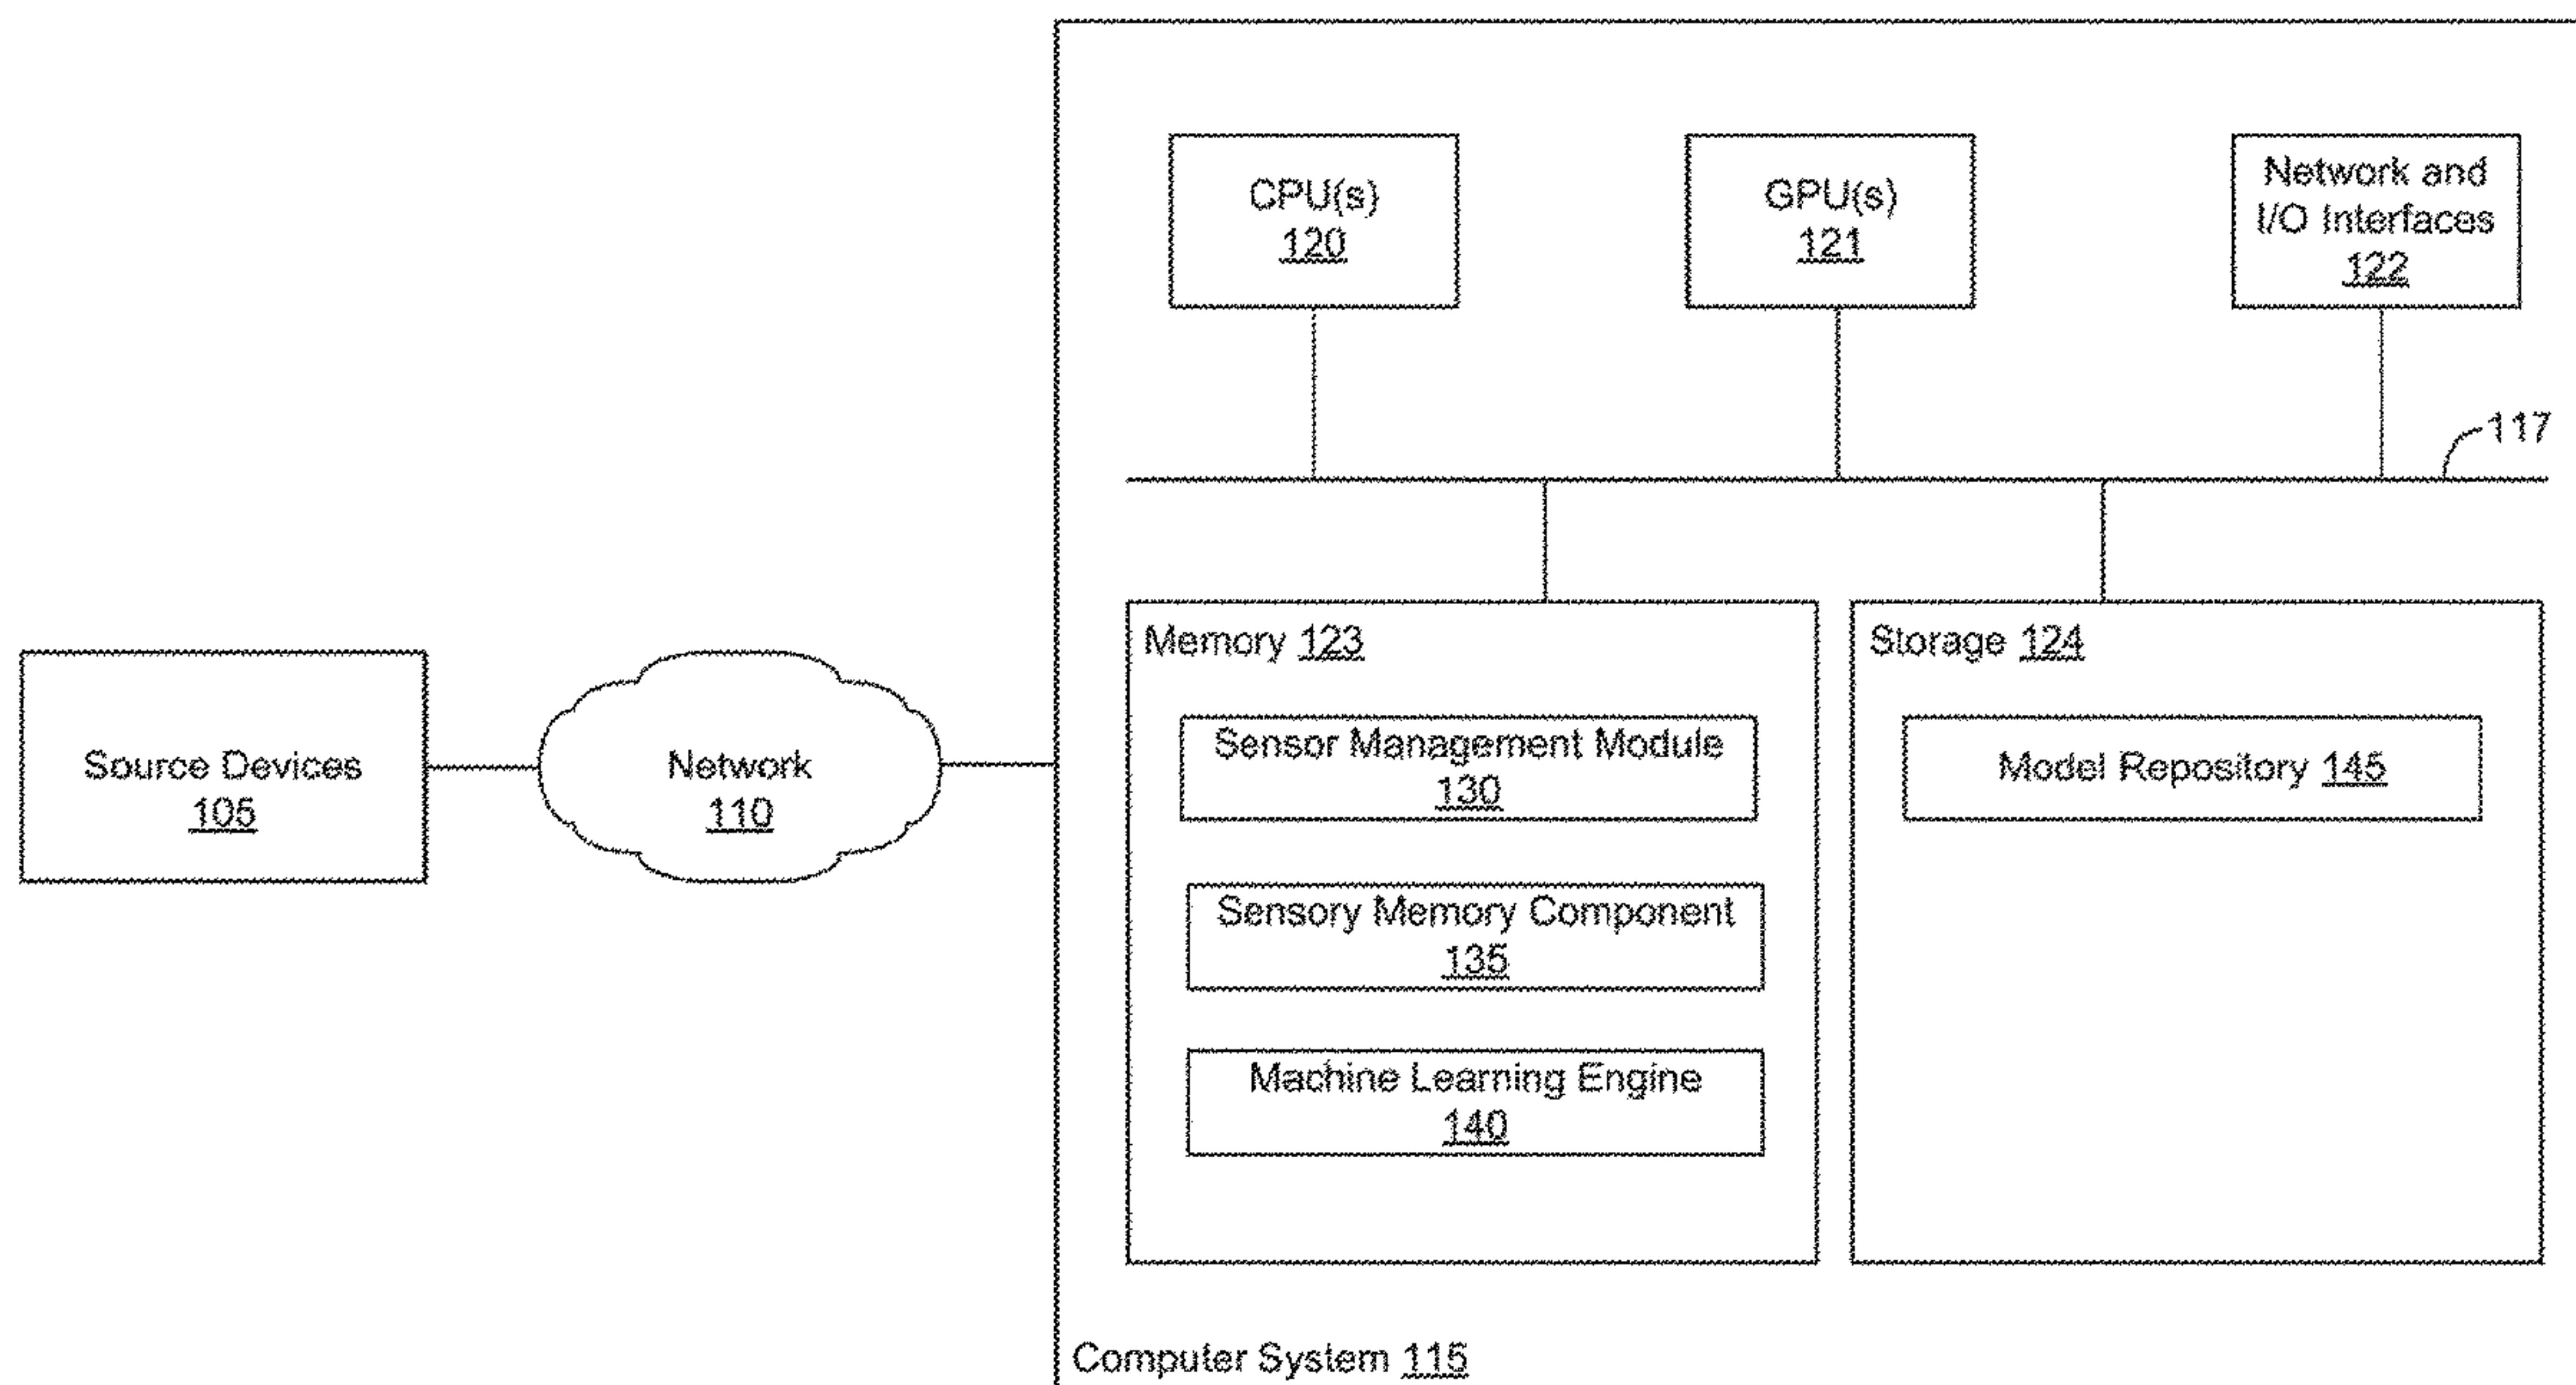 CPU(s)
120
GPU(s)
121
Network and
I/O Interfaces
122
117
Memory 123
Storage 124
Sensor Management Module
130
Model Repository 145
Source Devices
105
Network
110
Sensory Memory Component
135
Machine Learning Engine
140
Computer System 115